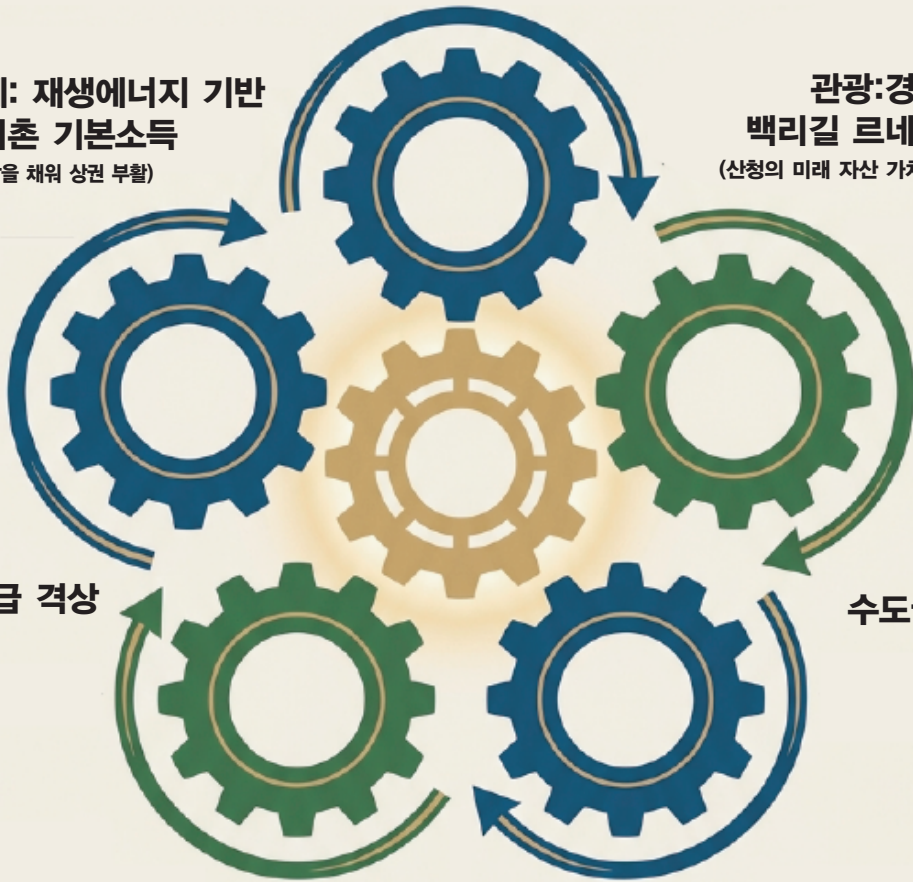 : 재생에너지 기반
촌 기본소득
을 채워 상권 부활)
관광:경
백리길 르네
(산청의 미래 자산 가치
급 격상
수도